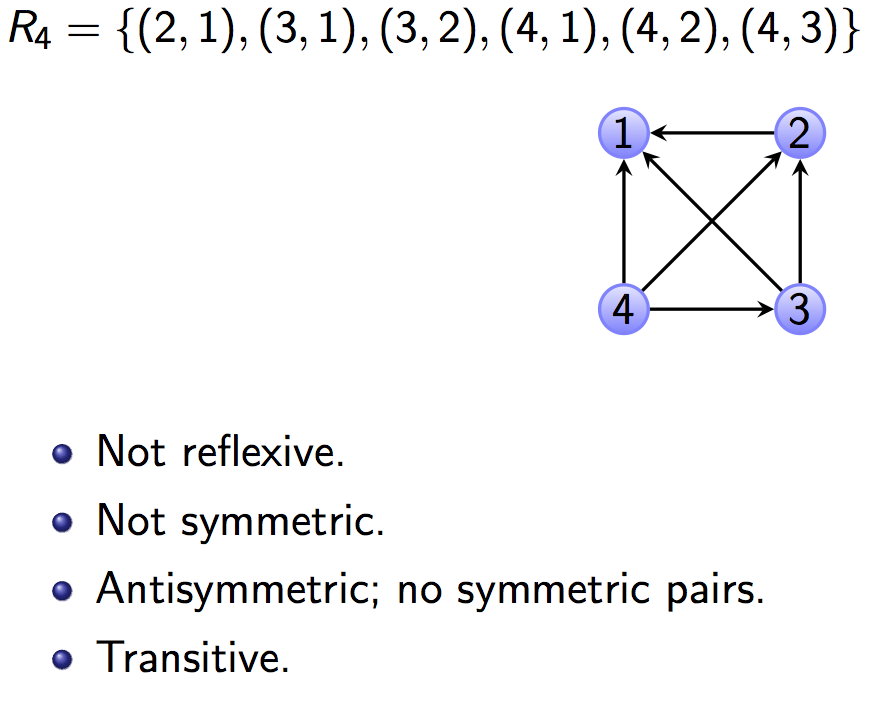 R₄ = {(2, 1), (3, 1), (3, 2), (4, 1), (4, 2), (4, 3)}
1 2
4 3
Not reflexive.
Not symmetric.
Antisymmetric; no symmetric pairs.
Transitive.